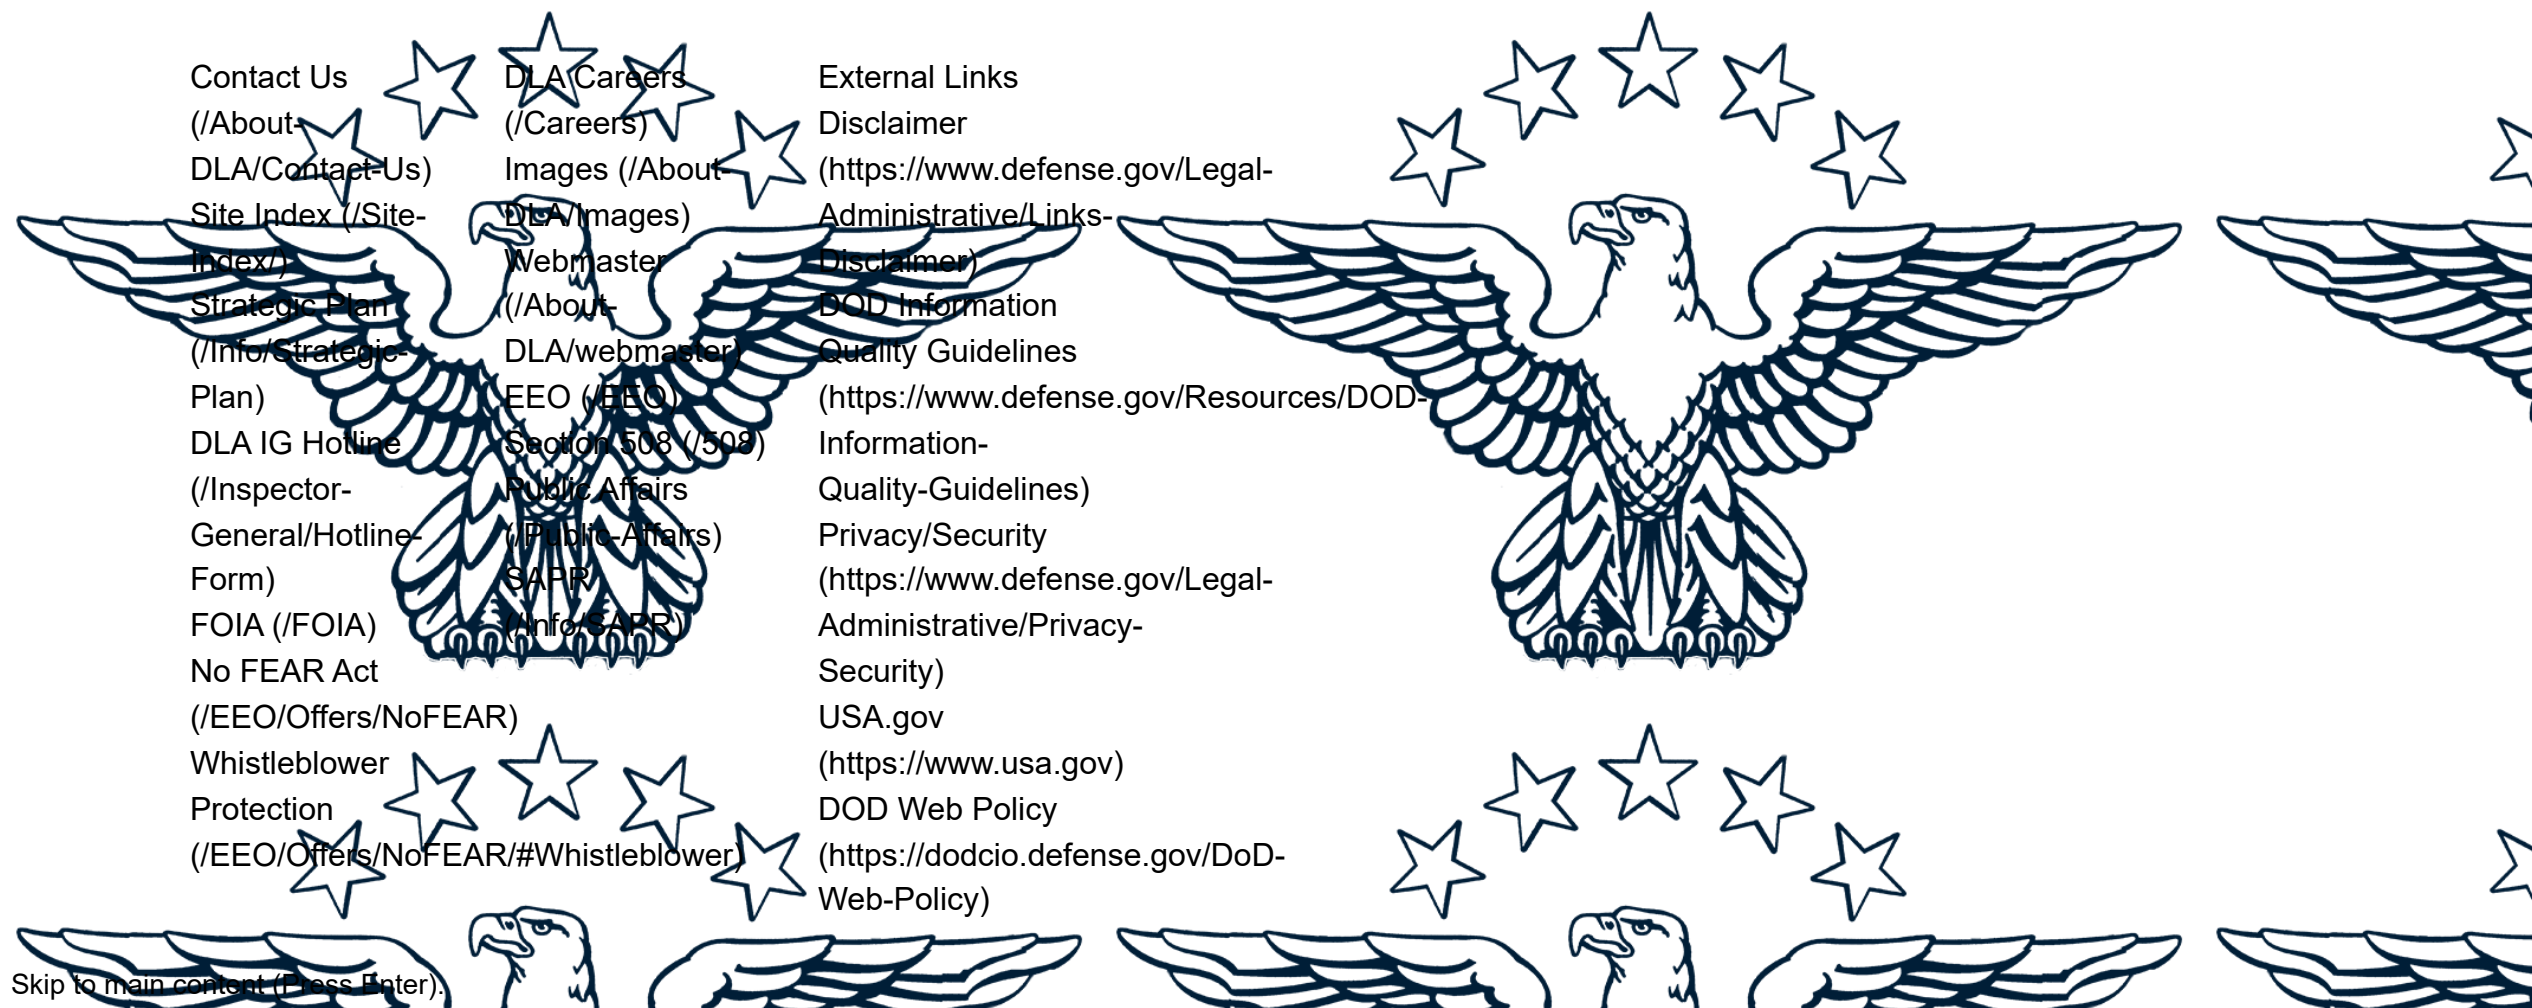 Contact Us
(/About-
DLA/Contact-Us)
Site Index (/Site-
Index/)
Strategic Plan
(/Info/Strategic-
Plan)
DLA IG Hotline
(/Inspector-
General/Hotline-
Form)
FOIA (/FOIA)
No FEAR Act
(/EEO/Offers/NoFEAR)
Whistleblower
Protection
(/EEO/Offers/NoFEAR/#Whistleblower)
DLA Careers
(/Careers)
Images (/About-
DLA/Images)
Webmaster
(/About-
DLA/webmaster)
EEO (/EEO)
Section 508 (/508)
Public Affairs
(/Public-Affairs)
SAPR
(/Info/SAPR)
External Links
Disclaimer
(https://www.defense.gov/Legal-
Administrative/Links-
Disclaimer)
DOD Information
Quality Guidelines
(https://www.defense.gov/Resources/DOD-
Information-
Quality-Guidelines)
Privacy/Security
(https://www.defense.gov/Legal-
Administrative/Privacy-
Security)
USA.gov
(https://www.usa.gov)
DOD Web Policy
(https://dodcio.defense.gov/DoD-
Web-Policy)
Skip to main content (Press Enter).